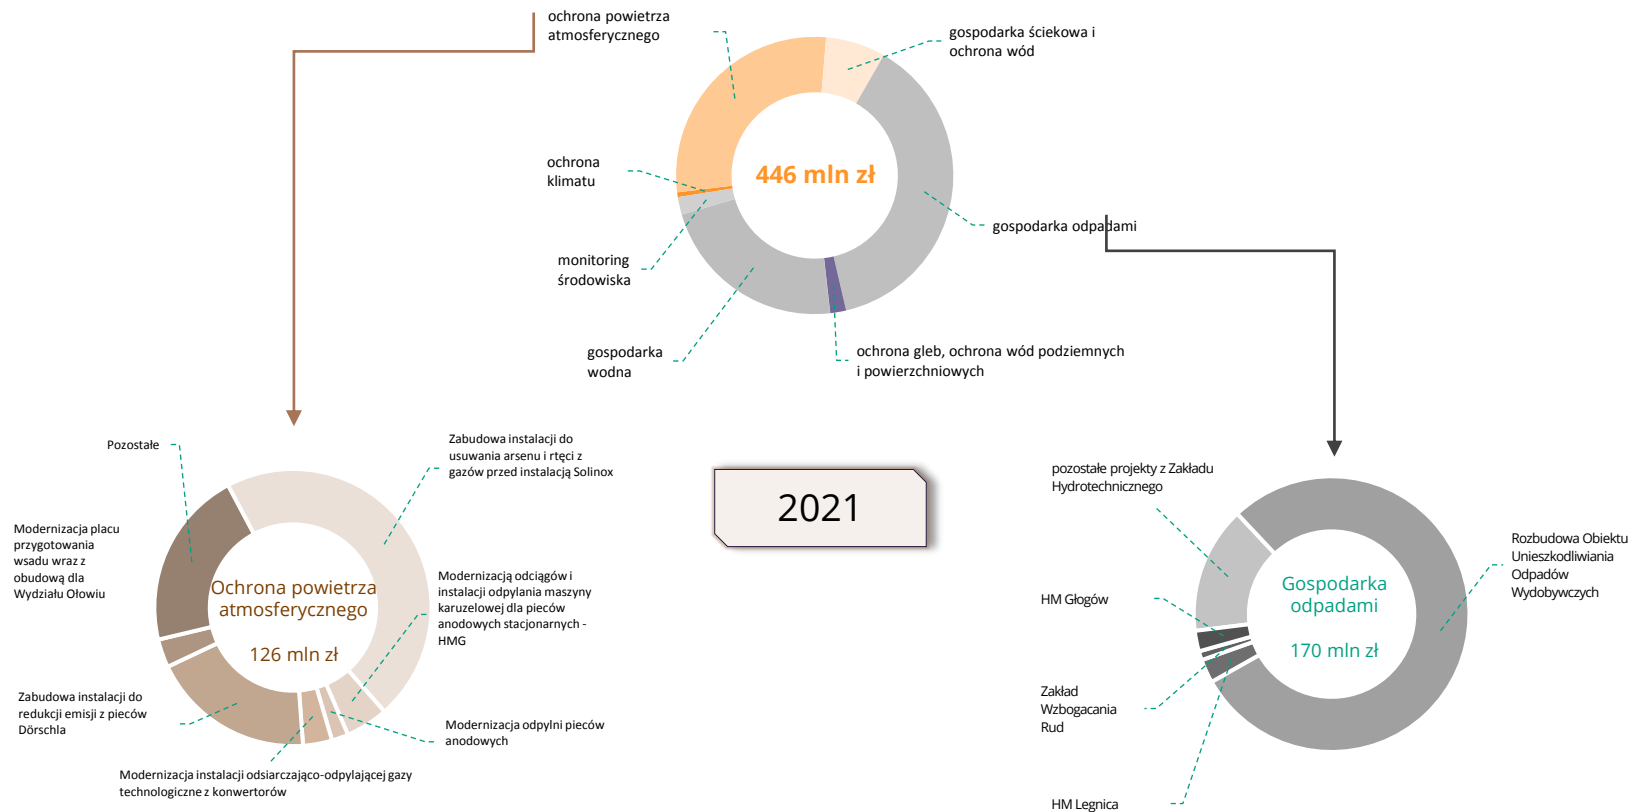 ochrona powietrza
atmosferycznego
gospodarka ściekowa i
ochrona wód
446 mln zł
ochrona
klimatu
gospodarka odpadami
monitoring
środowiska
gospodarka
wodna
ochrona gleb, ochrona wód podziemnych
i powierzchniowych
2021
Pozostałe
Zabudowa instalacji do
usuwania arsenu i rtęci z
gazów przed instalacją Solinox
Modernizacja placu
przygotowania
wsadu wraz z
obudową dla
Wydziału Ołowiu
Ochrona powietrza
atmosferycznego
126 mln zł
Modernizacją odciągów i
instalacji odpylania maszyny
karuzelowej dla pieców
anodowych stacjonarnych -
HMG
Zabudowa instalacji do
redukcji emisji z pieców
Dörschla
Modernizacja odpylni pieców
anodowych
Modernizacja instalacji odsiarczająco-odpylającej gazy
technologiczne z konwertorów
pozostałe projekty z Zakładu
Hydrotechnicznego
Rozbudowa Obiektu
Unieszkodliwiania
Odpadów
Wydobywczych
HM Głogów
Gospodarka
odpadami
170 mln zł
Zakład
Wzbogacania
Rud
HM Legnica